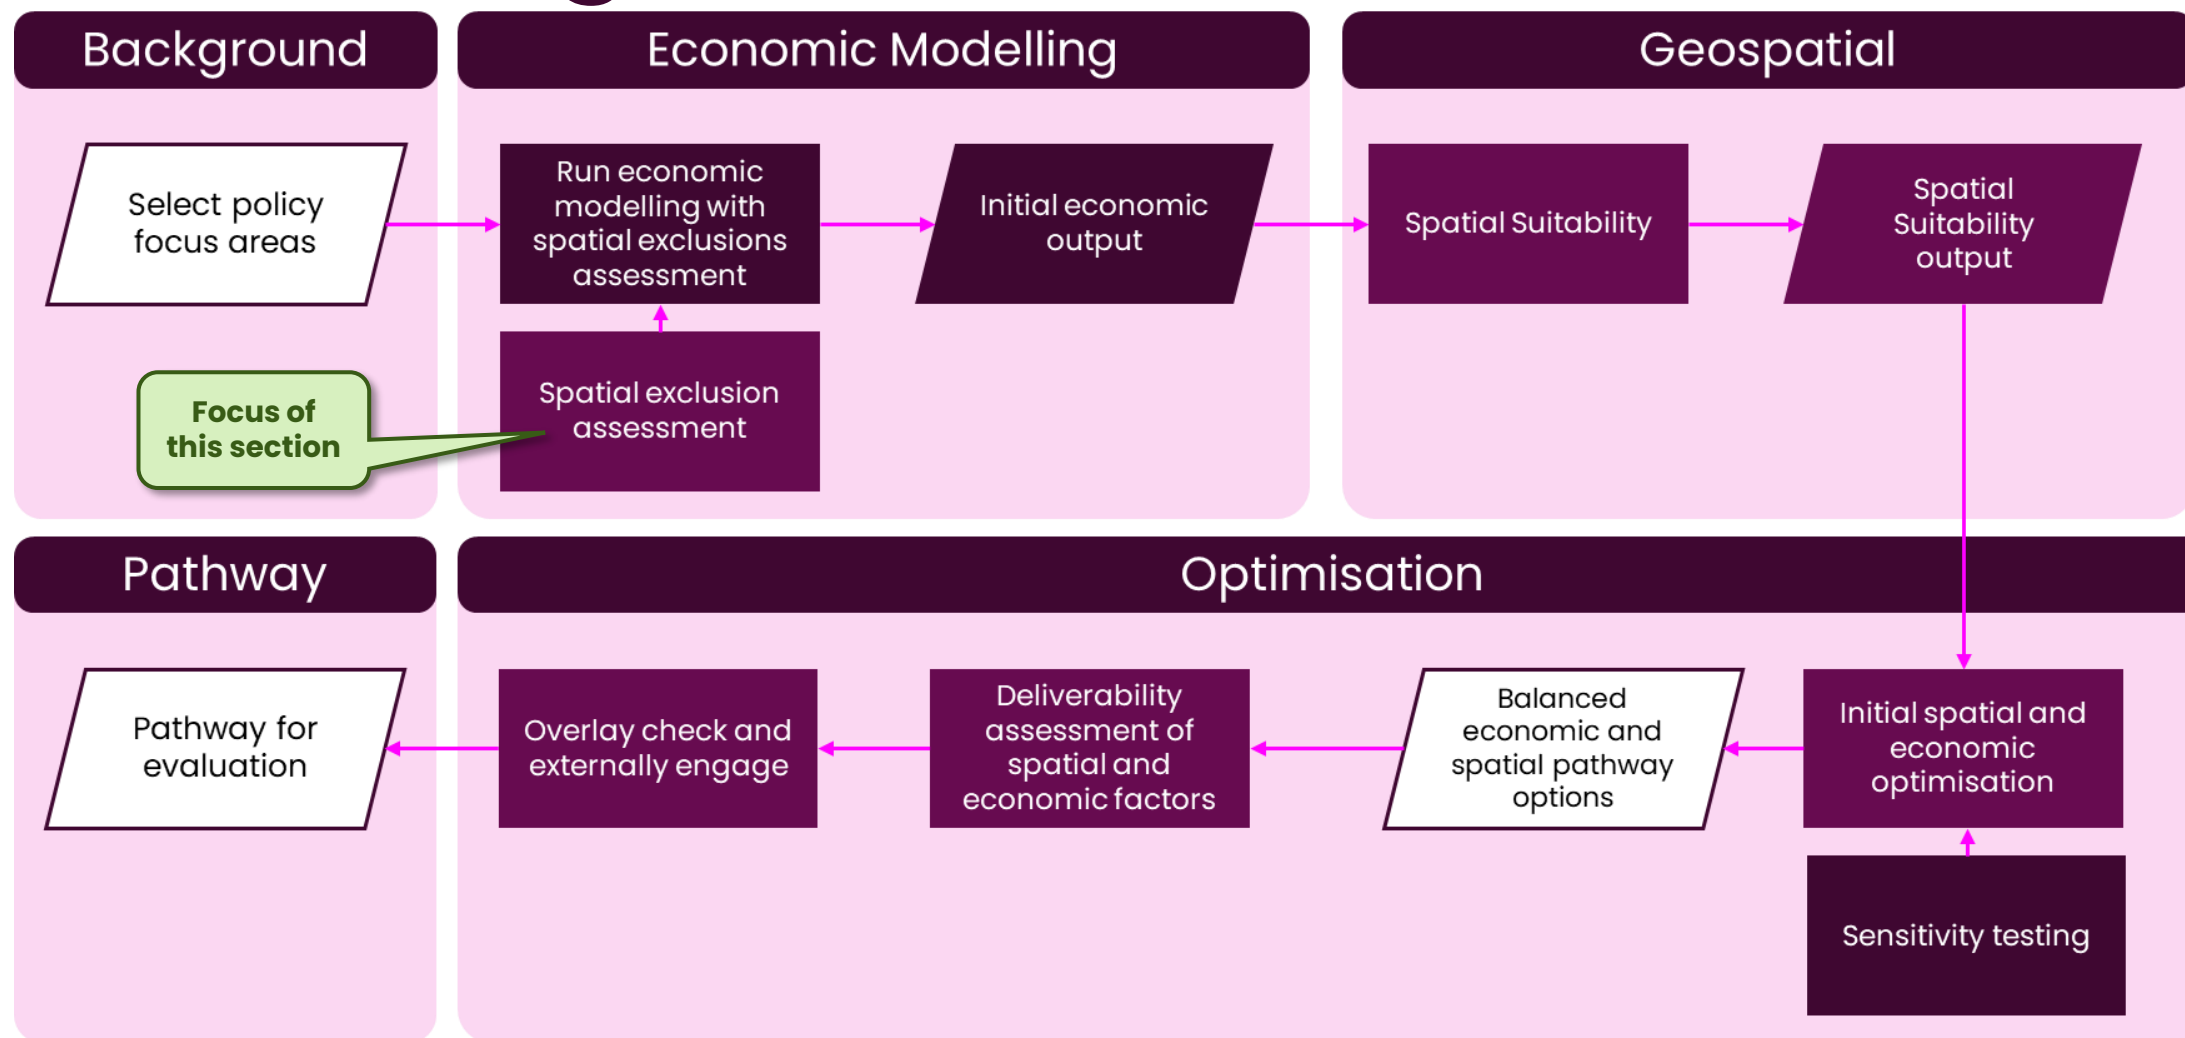 Background
Economic Modelling
Geospatial
Select policy
focus areas
Run economic
modelling with
spatial exclusions
assessment
Initial economic
output
Spatial Suitability
Spatial
Suitability
output
Spatial exclusion
assessment
Focus of
this section
Pathway
Optimisation
Pathway for
evaluation
Overlay check and
externally engage
Deliverability
assessment of
spatial and
economic factors
Balanced
economic and
spatial pathway
options
Initial spatial and
economic
optimisation
Sensitivity testing